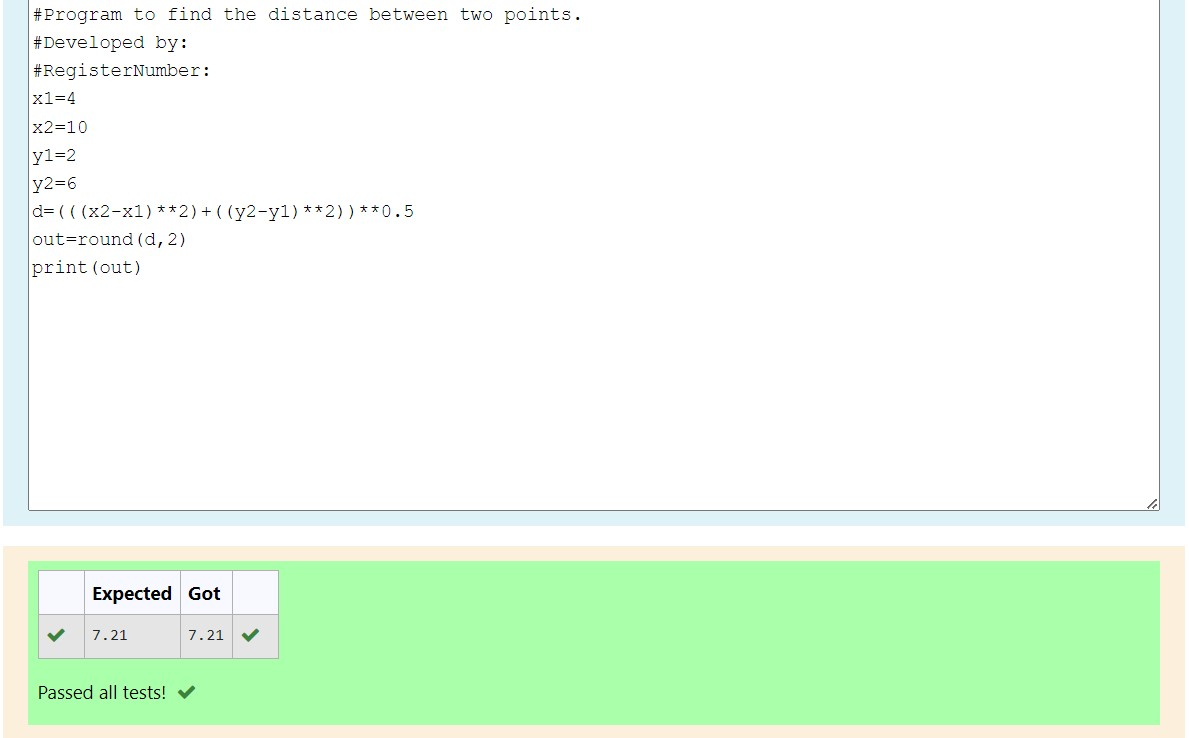 #Program to find the distance between two points.
#Developed by:
#RegisterNumber:
x1=4
x2=10
y1=2
y2=6
d=(((x2-x1)**2)+((y2-y1)**2))**0.5
out=round(d,2)
print(out)
Expected Got
7.21 7.21
Passed all tests!